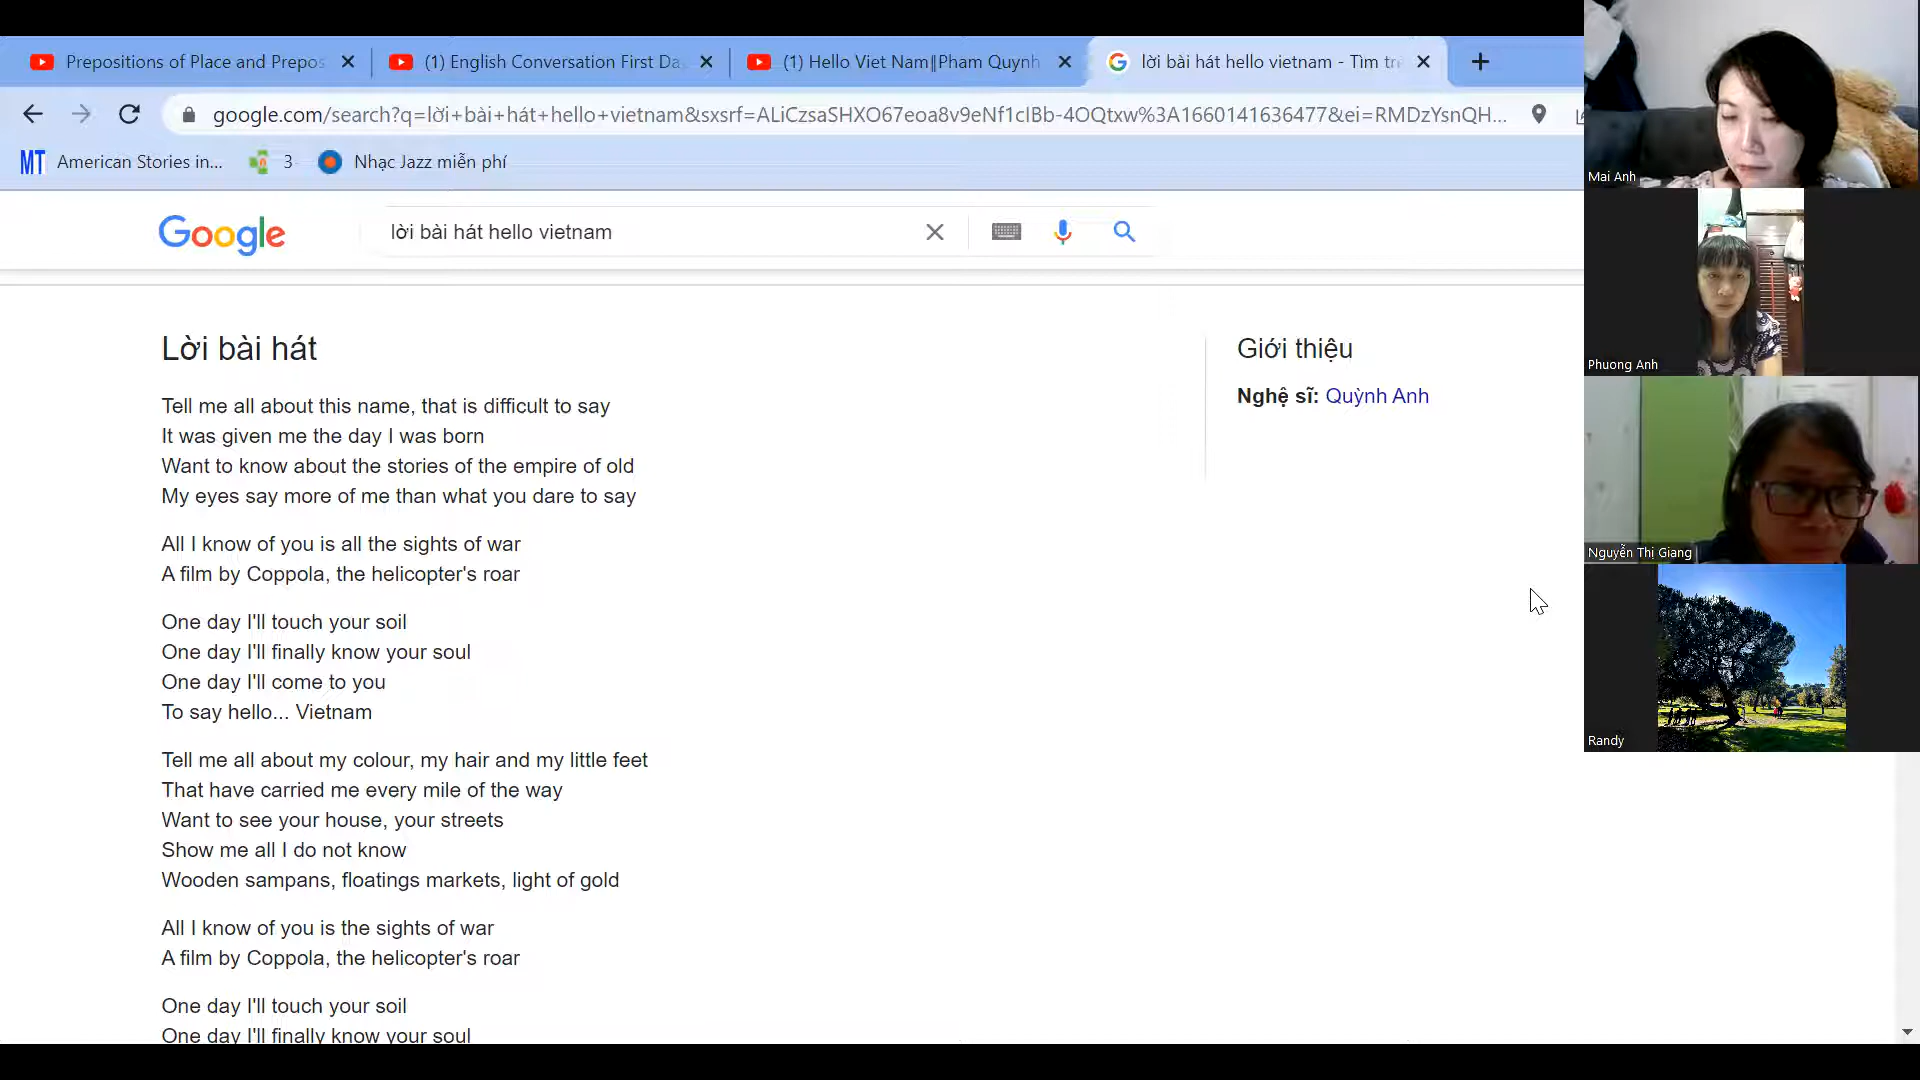 Prepositions of Place and Prepos
(1) English Conversation First Da
(1) Hello Viet Nam||Pham Quynh
lời bài hát hello vietnam - Tìm trê
google.com/search?q=lời+bài+hát+hello+vietnam&sxsrf=ALiCzsaSHXO67eoa8v9eNf1clBb-4OQtxw%3A1660141636477&ei=RMDzYsnQH...
MT American Stories in...
3
Nhạc Jazz miễn phí
Google
lời bài hát hello vietnam
Lời bài hát
Tell me all about this name, that is difficult to say
It was given me the day I was born
Want to know about the stories of the empire of old
My eyes say more of me than what you dare to say
All I know of you is all the sights of war
A film by Coppola, the helicopter's roar
One day I'll touch your soil
One day I'll finally know your soul
One day I'll come to you
To say hello... Vietnam
Tell me all about my colour, my hair and my little feet
That have carried me every mile of the way
Want to see your house, your streets
Show me all I do not know
Wooden sampans, floatings markets, light of gold
All I know of you is the sights of war
A film by Coppola, the helicopter's roar
One day I'll touch your soil
One day I'll finally know your soul
Giới thiệu
Nghệ sĩ: Quỳnh Anh
Mai Anh
Phuong Anh
Nguyễn Thị Giang
Randy